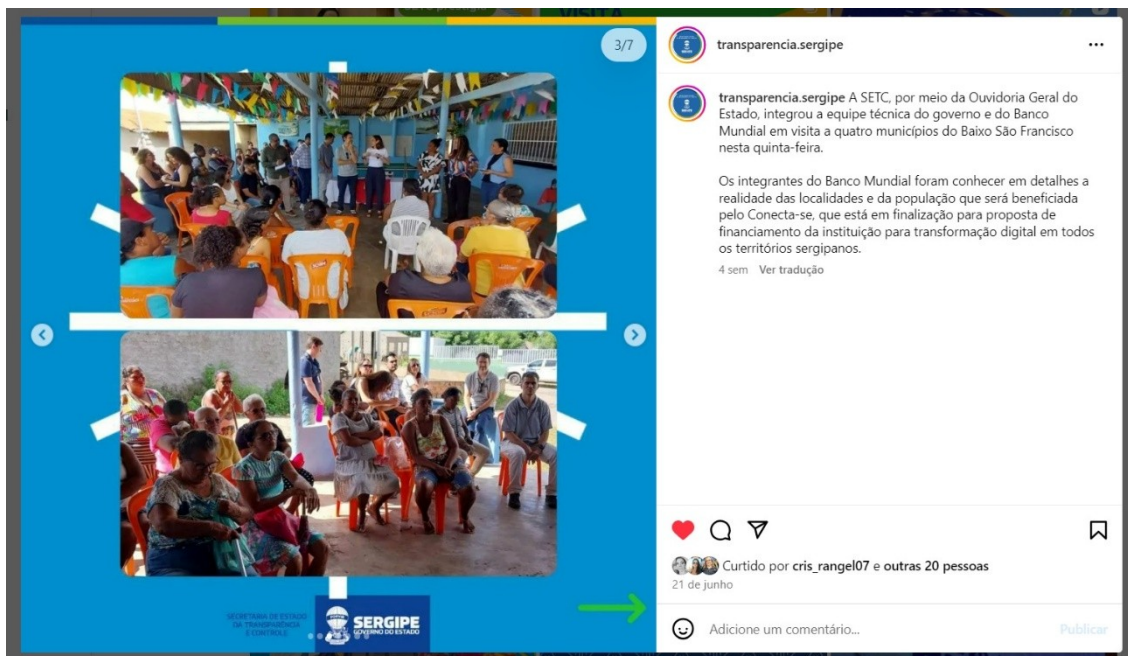 VISITA
3/7
transparencia.sergipe
transparencia.sergipe A SETC, por meio da Ouvidoria Geral do
Estado, integrou a equipe técnica do governo e do Banco
Mundial em visita a quatro municípios do Baixo São Francisco
nesta quinta-feira.
Os integrantes do Banco Mundial foram conhecer em detalhes a
realidade das localidades e da população que será beneficiada
pelo Conecta-se, que está em finalização para proposta de
financiamento da instituição para transformação digital em todos
os territórios sergipanos.
4 sem Ver tradução
SECRETARIA DE ESTADO
DA TRANSPARÊNCIA
E CONTROLE
SERGIPE
GOVERNO DO ESTADO
Curtido por cris_rangel07 e outras 20 pessoas
21 de junho
Adicione um comentário...
Publicar